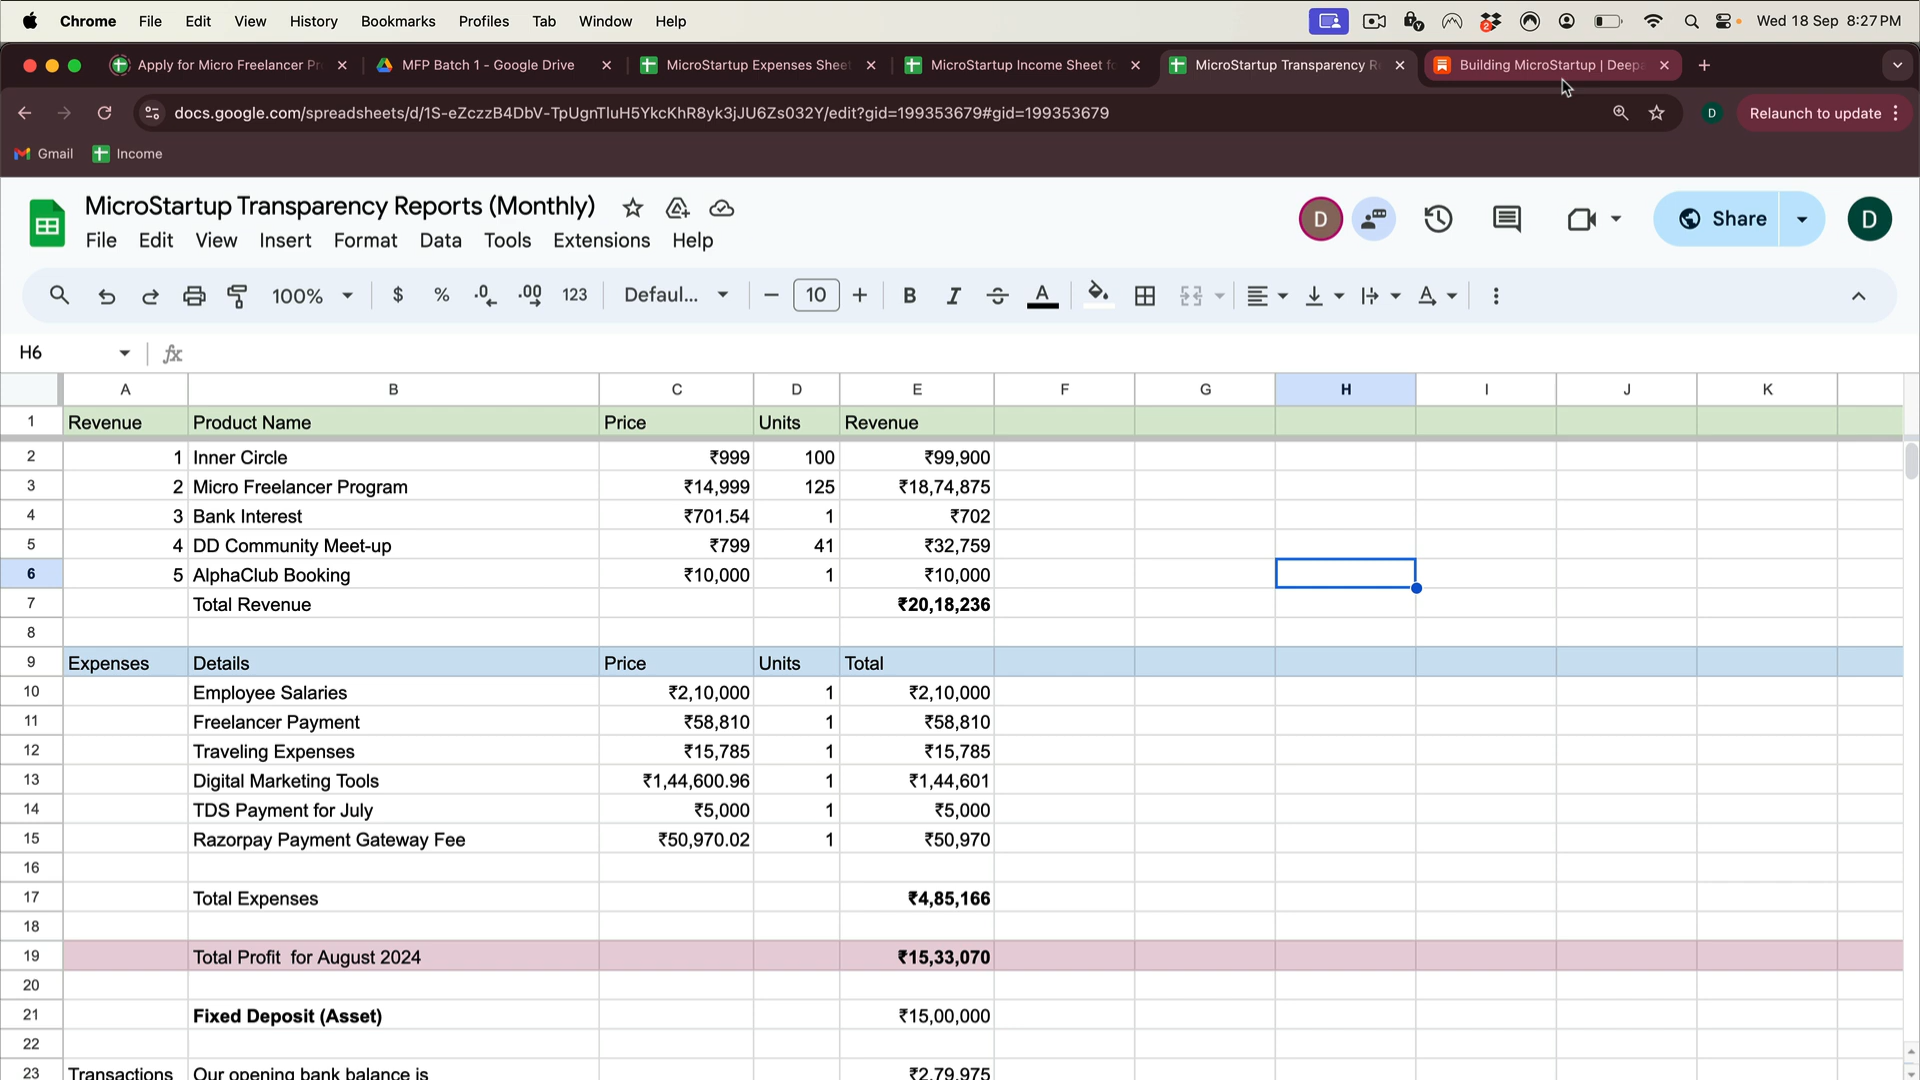 Chrome File Edit View History Bookmarks Profiles Tab Window Help Wed 18 Sep 8:27 PM
Apply for Micro Freelancer Pr MFP Batch 1 - Google Drive MicroStartup Expenses Sheet MicroStartup Income Sheet fo MicroStartup Transparency R Building MicroStartup | Deepa
docs.google.com/spreadsheets/d/1S-eZczzB4DbV-TpUgnTluH5YkcKhR8yk3jJU6Zs032Y/edit?gid=199353679#gid=199353679 D Relaunch to update
Gmail Income
MicroStartup Transparency Reports (Monthly)
File Edit View Insert Format Data Tools Extensions Help D Share D
100% $ % .0 .00 123 Defaul... 10 B I S A
H6 fx
A B C D E F G H I J K
1 Revenue Product Name Price Units Revenue
2 1 Inner Circle ₹999 100 ₹99,900
3 2 Micro Freelancer Program ₹14,999 125 ₹18,74,875
4 3 Bank Interest ₹701.54 1 ₹702
5 4 DD Community Meet-up ₹799 41 ₹32,759
6 5 AlphaClub Booking ₹10,000 1 ₹10,000
7 Total Revenue ₹20,18,236
8
9 Expenses Details Price Units Total
10 Employee Salaries ₹2,10,000 1 ₹2,10,000
11 Freelancer Payment ₹58,810 1 ₹58,810
12 Traveling Expenses ₹15,785 1 ₹15,785
13 Digital Marketing Tools ₹1,44,600.96 1 ₹1,44,601
14 TDS Payment for July ₹5,000 1 ₹5,000
15 Razorpay Payment Gateway Fee ₹50,970.02 1 ₹50,970
16
17 Total Expenses ₹4,85,166
18
19 Total Profit for August 2024 ₹15,33,070
20
21 Fixed Deposit (Asset) ₹15,00,000
22
23 Transactions Our opening bank balance is ₹2,79,975